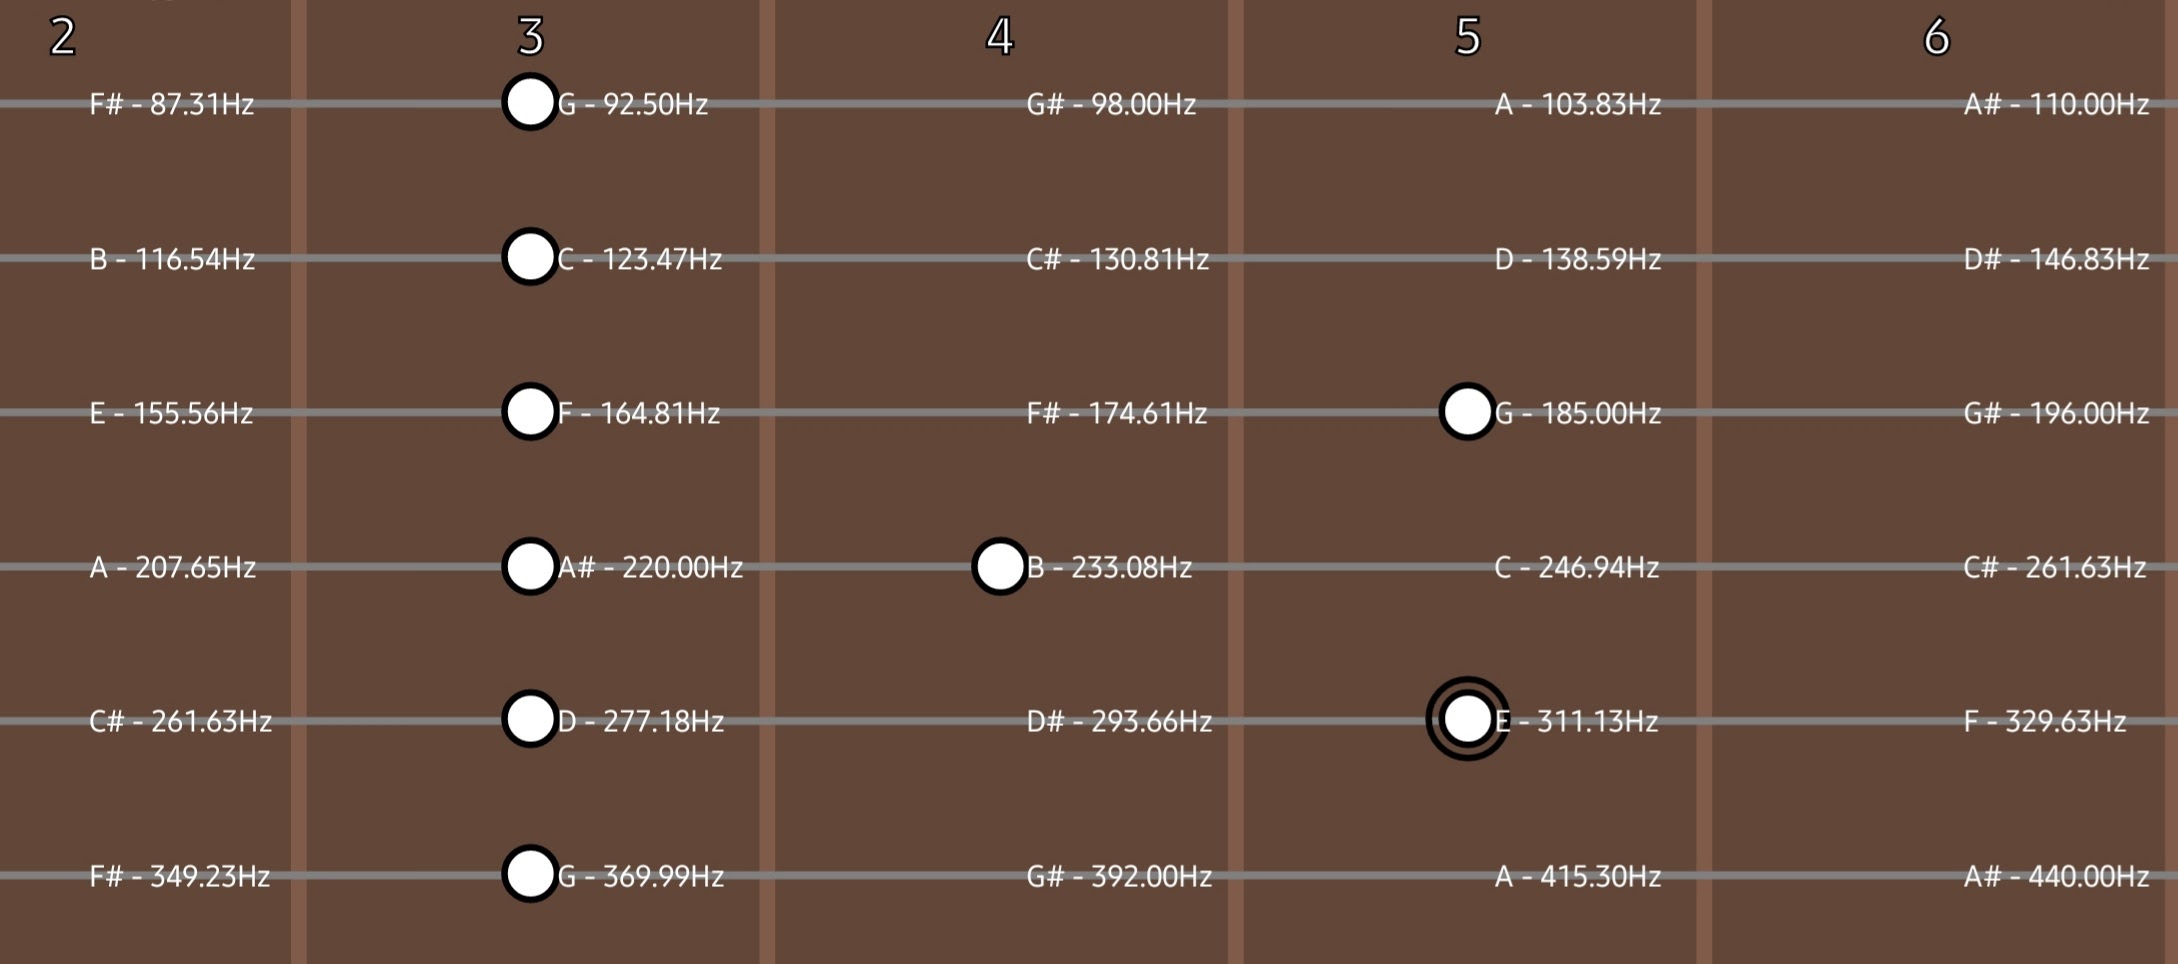 2 3 4 5 6
F# - 87.31Hz G - 92.50Hz G# - 98.00Hz A - 103.83Hz A# - 110.00Hz
B - 116.54Hz C - 123.47Hz C# - 130.81Hz D - 138.59Hz D# - 146.83Hz
E - 155.56Hz F - 164.81Hz F# - 174.61Hz G - 185.00Hz G# - 196.00Hz
A - 207.65Hz A# - 220.00Hz B - 233.08Hz C - 246.94Hz C# - 261.63Hz
C# - 261.63Hz D - 277.18Hz D# - 293.66Hz E - 311.13Hz F - 329.63Hz
F# - 349.23Hz G - 369.99Hz G# - 392.00Hz A - 415.30Hz A# - 440.00Hz